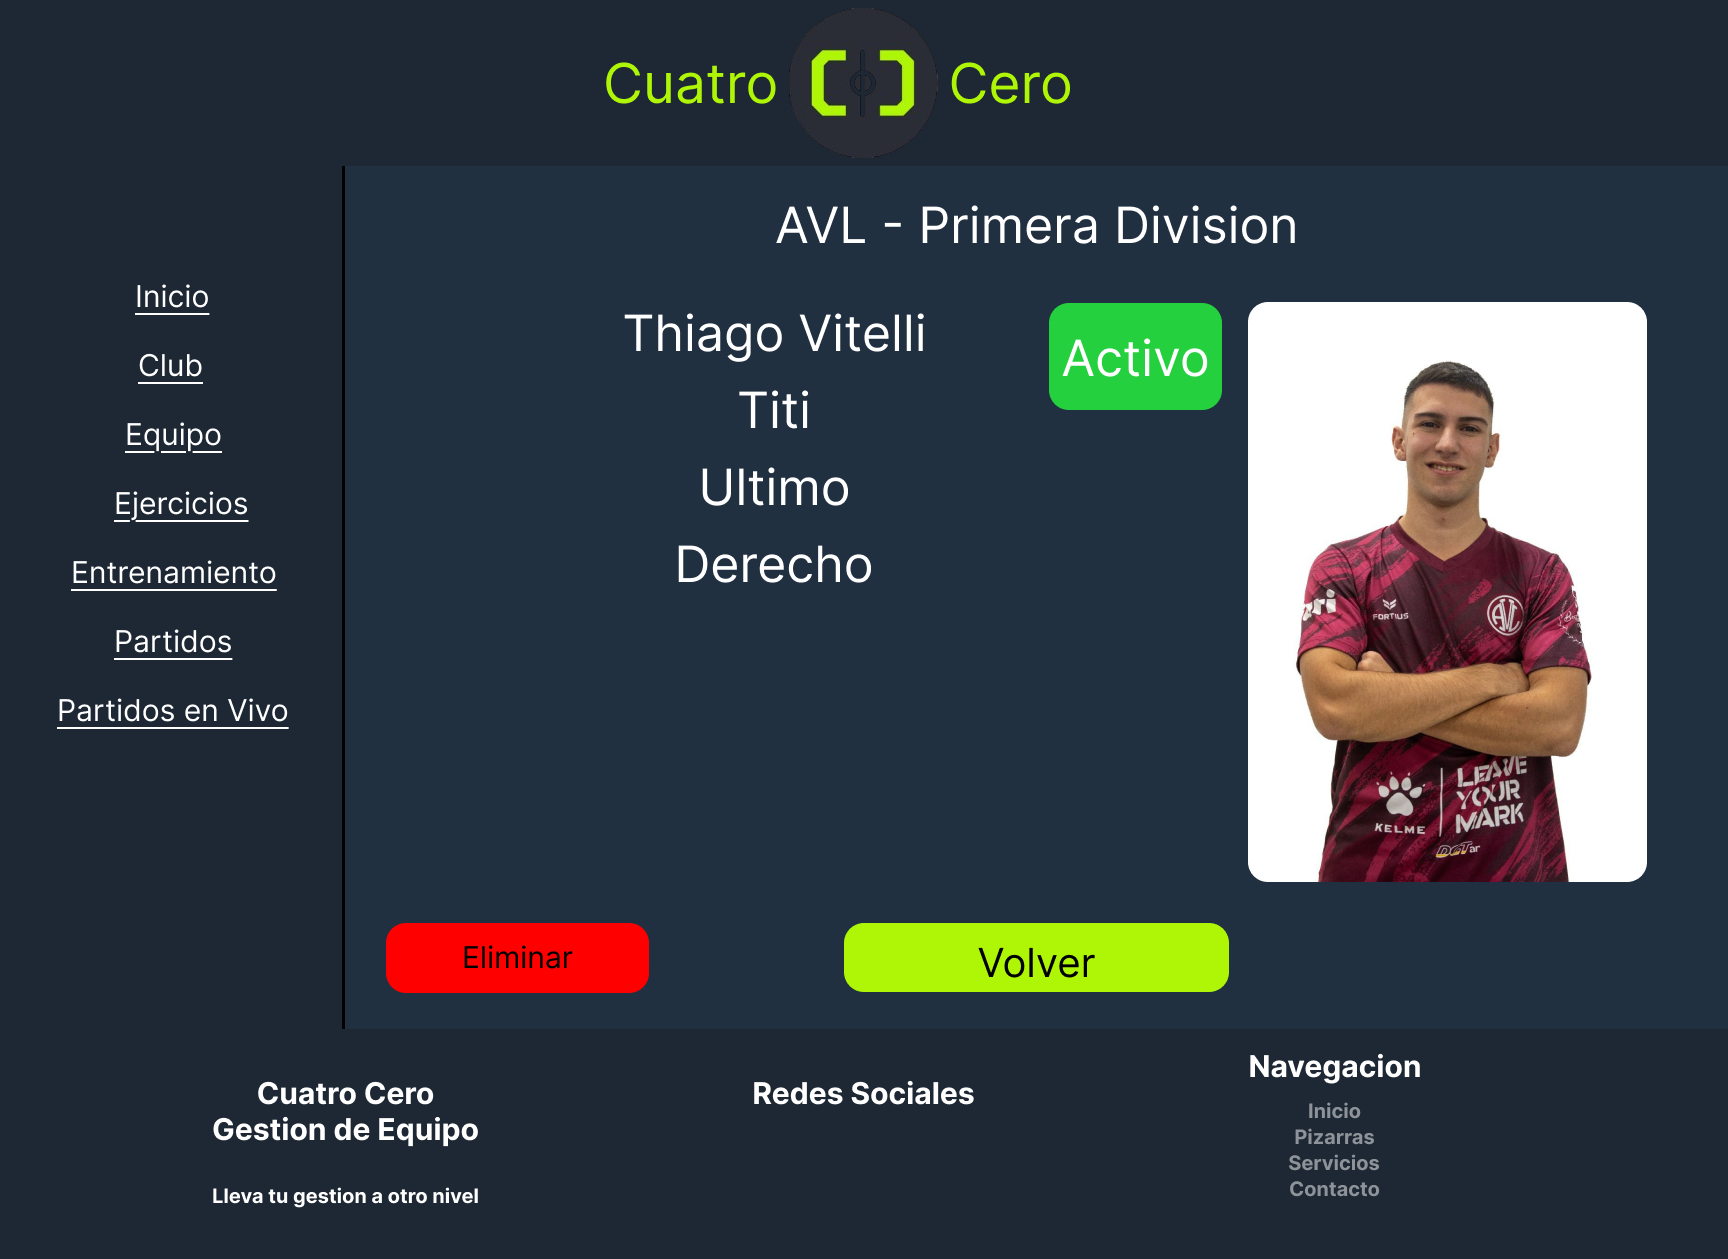 Cuatro Cero
AVL - Primera Division
Inicio
Club
Equipo
Ejercicios
Entrenamiento
Partidos
Partidos en Vivo
Thiago Vitelli
Titi
Ultimo
Derecho
Activo
FORTIUS
AVL
KELME
LEAVE
YOUR
MARK
Eliminar
Volver
Cuatro Cero
Gestion de Equipo
Lleva tu gestion a otro nivel
Redes Sociales
Navegacion
Inicio
Pizarras
Servicios
Contacto